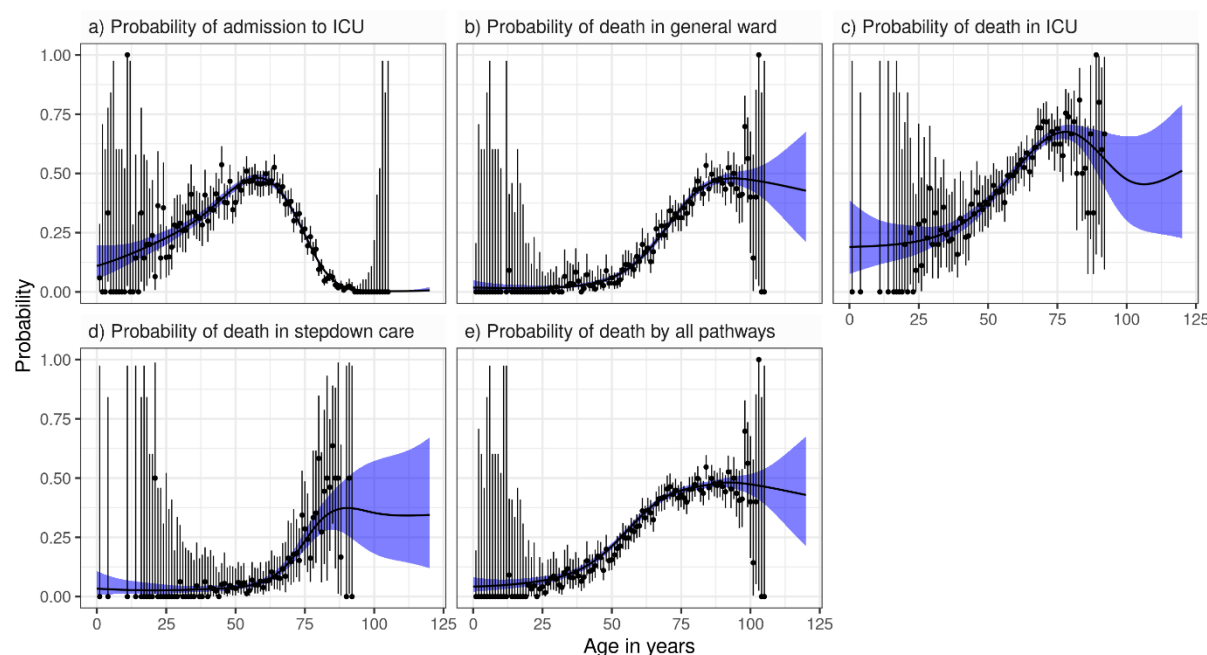 a) Probability of admission to ICU
b) Probability of death in general ward
c) Probability of death in ICU
1.00
0.75
0.50
0.25
0.00
0 25 50 75 100 125
d) Probability of death in stepdown care
e) Probability of death by all pathways
1.00
0.75
0.50
0.25
0.00
0 25 50 75 100 125
0 25 50 75 100 125
Probability
Age in years